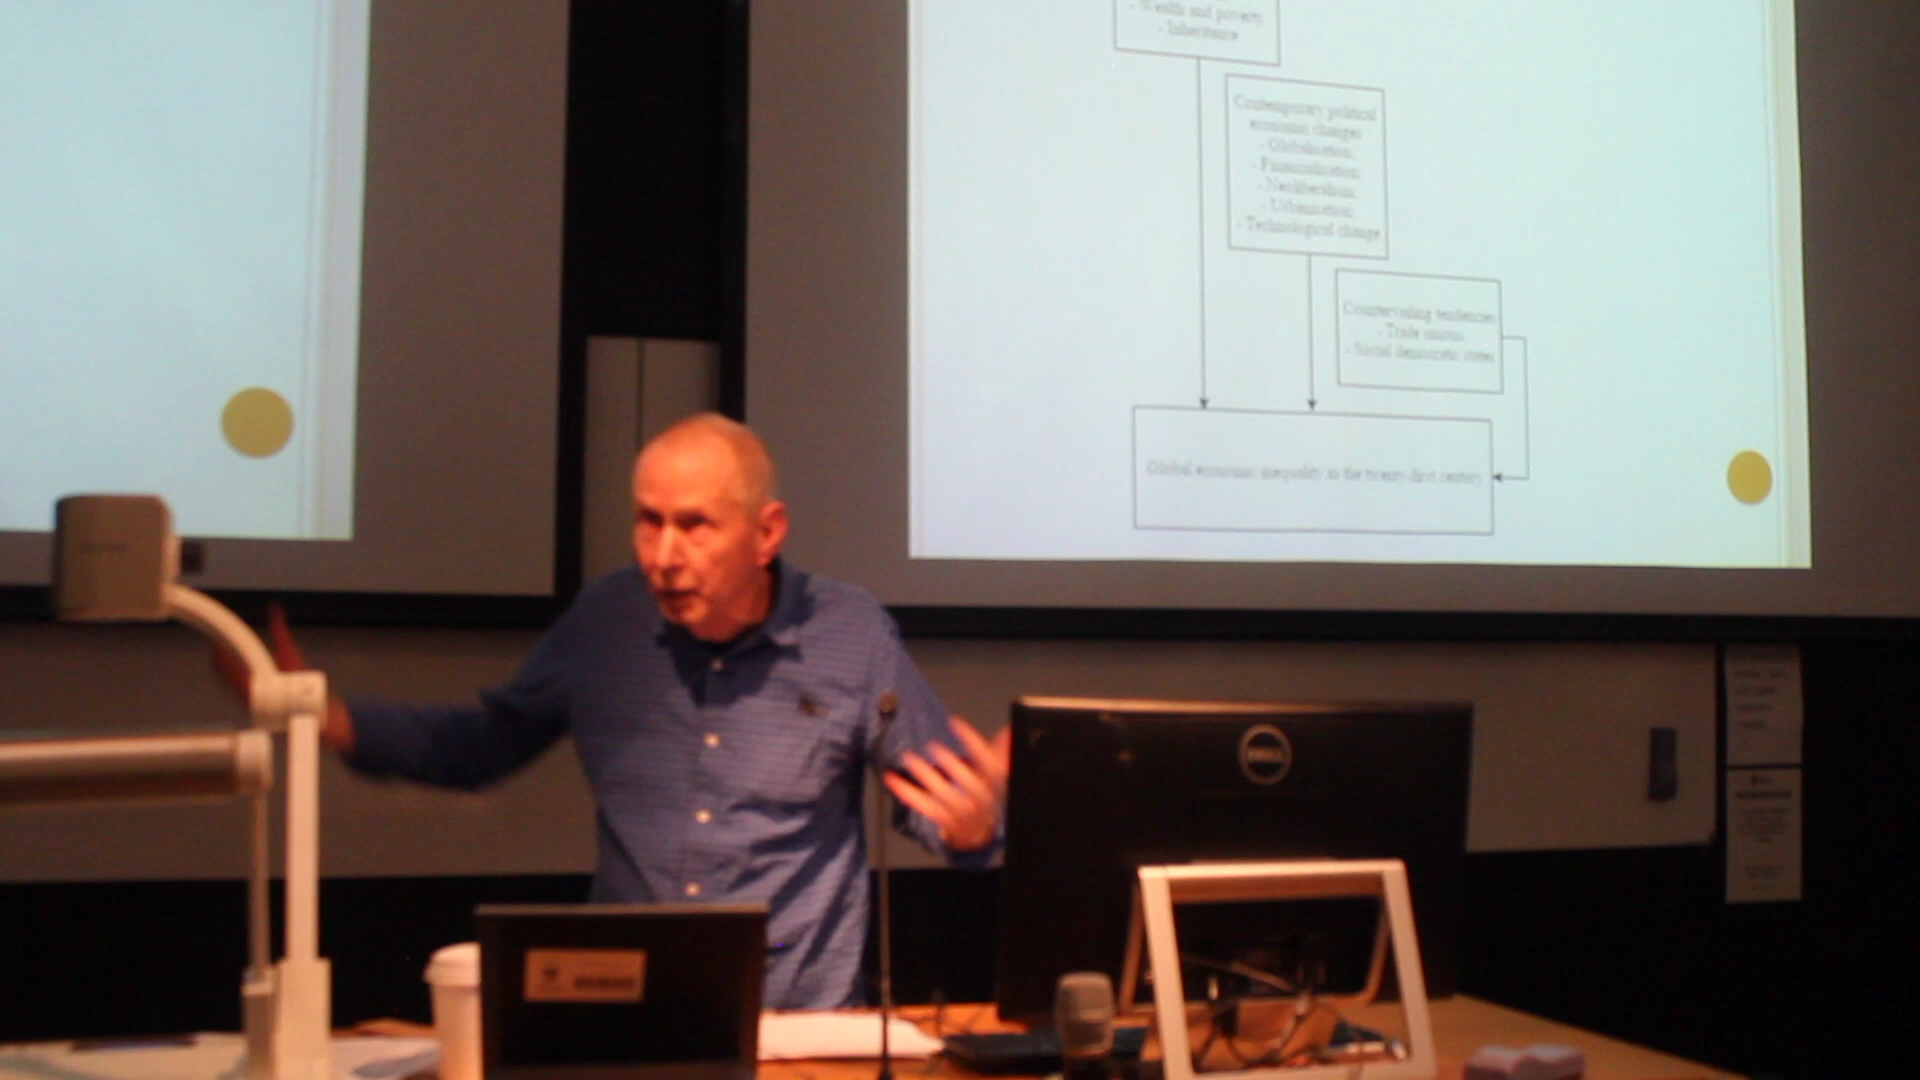 - Wealth and poverty
- Inheritance
Contemporary political
economic changes
- Globalisation
- Financialisation
- Neoliberalism
- Urbanisation
- Technological change
Countervailing tendencies
- Trade unions
- Social democratic states
Global economic inequality in the twenty-first century
DELL